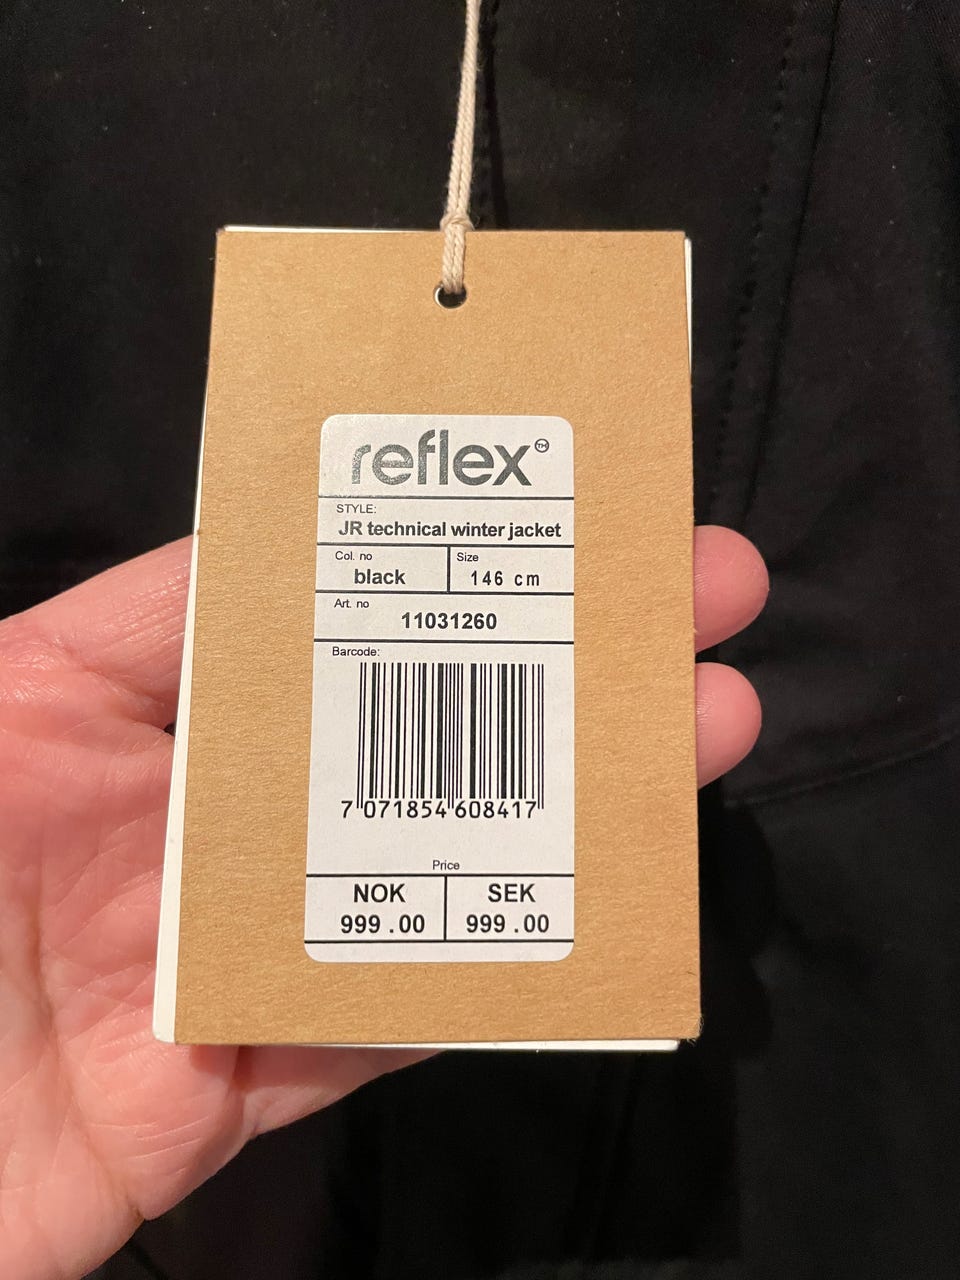 reflex™
STYLE:
JR technical winter jacket
Col. no
black
Size
146 cm
Art. no
11031260
Barcode:
7 071854 608417
Price
NOK SEK
999.00 999.00